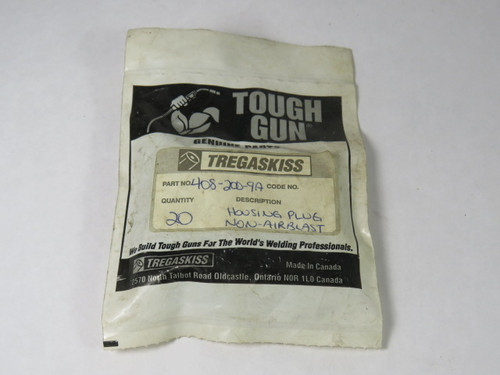 TOUGH
GUN®
GENUINE PARTS
TREGASKISS
PART NO. 408-20D-9A CODE NO.
QUANTITY DESCRIPTION
20 HOUSING PLUG
NON-AIRBLAST
We Build Tough Guns For The World's Welding Professionals.
TREGASKISS Made in Canada
2570 North Talbot Road Oldcastle, Ontario N0R 1L0 Canada